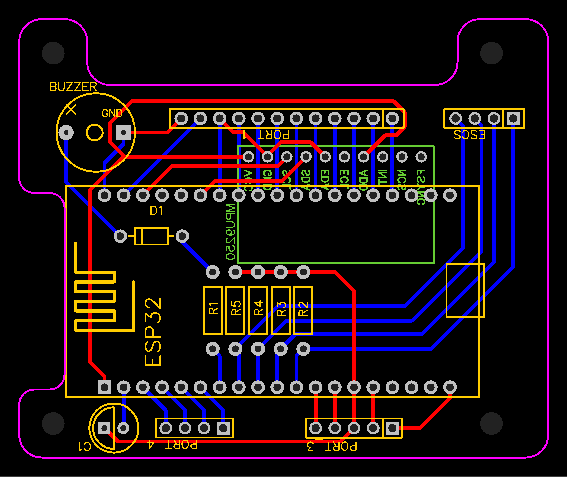 BUZZER
GND
PORT 1
ESCS
VCC
GND
SCL
SDA
EDA
ECL
AD0
INT
NCS
FSYNC
D1
MPU9250
R1
R5
R4
R3
R2
ESP32
C1
PORT 4
PORT 3